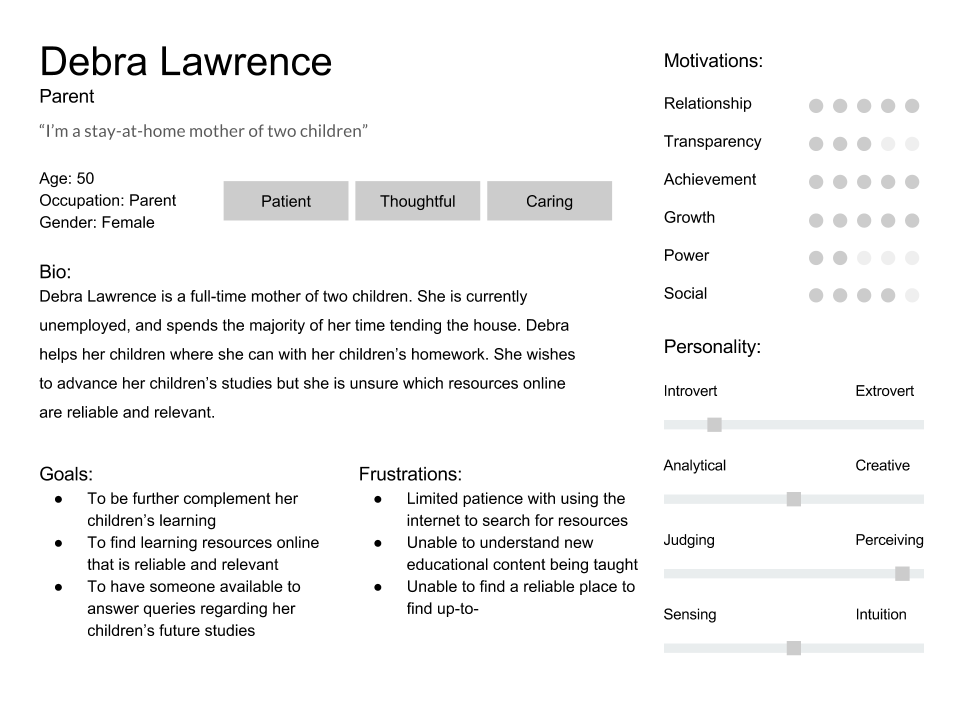 Debra Lawrence
Parent
“I’m a stay-at-home mother of two children”
Age: 50
Occupation: Parent
Gender: Female
Patient
Thoughtful
Caring
Bio:
Debra Lawrence is a full-time mother of two children. She is currently
unemployed, and spends the majority of her time tending the house. Debra
helps her children where she can with her children’s homework. She wishes
to advance her children’s studies but she is unsure which resources online
are reliable and relevant.
Goals:
● To be further complement her
children’s learning
● To find learning resources online
that is reliable and relevant
● To have someone available to
answer queries regarding her
children’s future studies
Frustrations:
● Limited patience with using the
internet to search for resources
● Unable to understand new
educational content being taught
● Unable to find a reliable place to
find up-to-
Motivations:
Relationship
Transparency
Achievement
Growth
Power
Social
Personality:
Introvert Extrovert
Analytical Creative
Judging Perceiving
Sensing Intuition